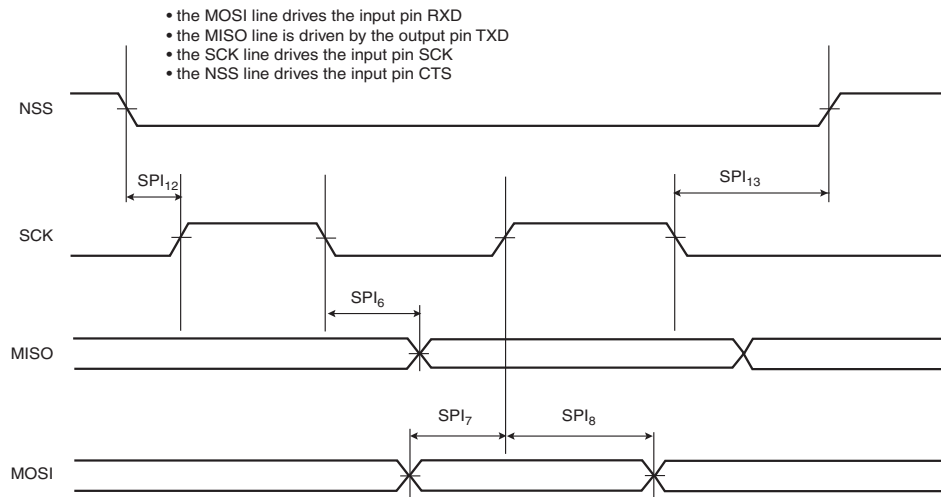 • the MOSI line drives the input pin RXD
• the MISO line is driven by the output pin TXD
• the SCK line drives the input pin SCK
• the NSS line drives the input pin CTS
NSS
SPI12
SPI13
SCK
SPI6
MISO
SPI7
SPI8
MOSI